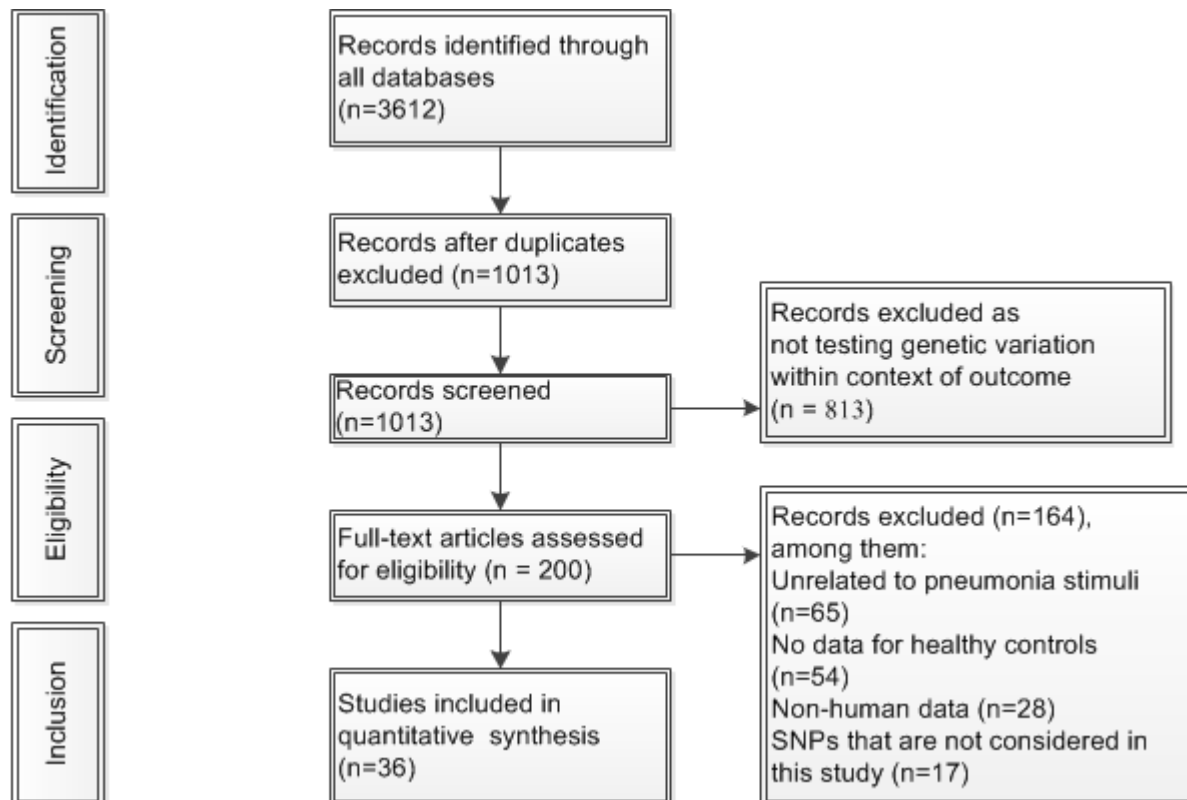 Identification
Records identified through
all databases
(n=3612)
Screening
Records after duplicates
excluded (n=1013)
Records screened
(n=1013)
Records excluded as
not testing genetic variation
within context of outcome
(n = 813)
Eligibility
Full-text articles assessed
for eligibility (n = 200)
Records excluded (n=164),
among them:
Unrelated to pneumonia stimuli
(n=65)
No data for healthy controls
(n=54)
Non-human data (n=28)
SNPs that are not considered in
this study (n=17)
Inclusion
Studies included in
quantitative synthesis
(n=36)